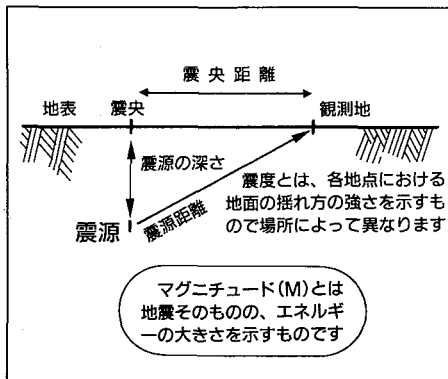 震央距離
地表 震央 観測地
震源の深さ
震源距離
震源
震度とは、各地点における
地面の揺れ方の強さを示すも
ので場所によって異なります
マグニチュード(M)とは
地震そのものの、エネルギ
ーの大きさを示すものです